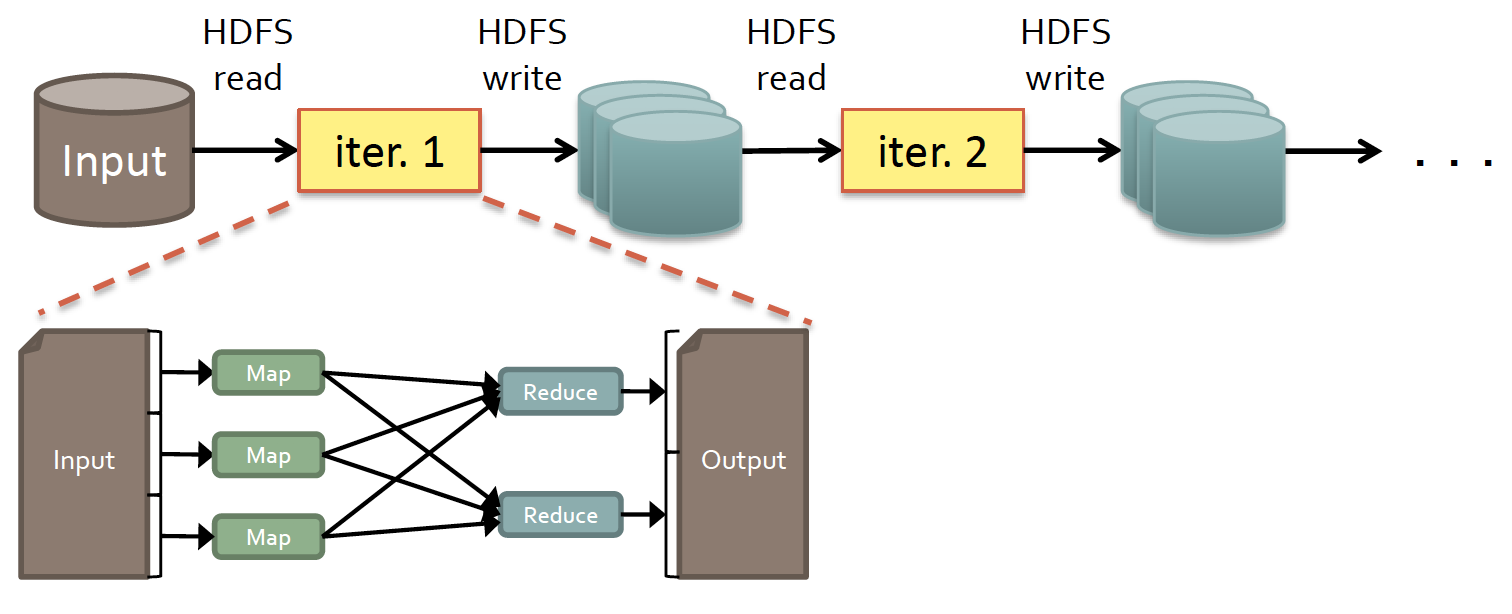 HDFS
read
HDFS
write
HDFS
read
HDFS
write
Input
iter. 1
iter. 2
. . .
Input
Map
Map
Map
Reduce
Reduce
Output